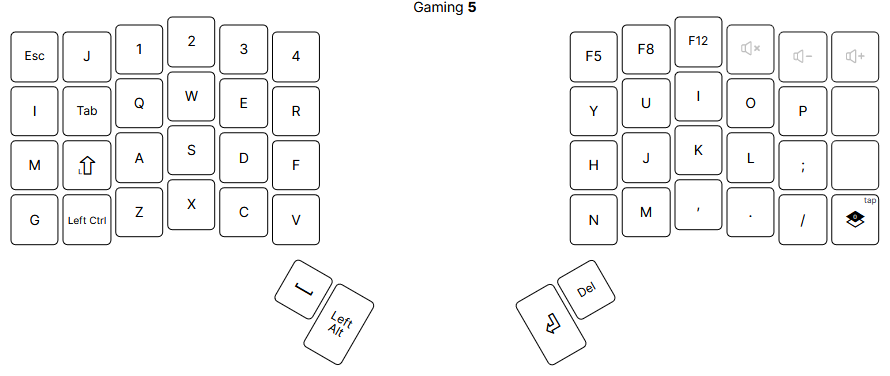 Gaming 5
Esc J 1 2 3 4 F5 F8 F12
I Tab Q W E R Y U I O P
M L A S D F H J K L ;
G Left Ctrl Z X C V N M , . / tap 0
Left Alt Del